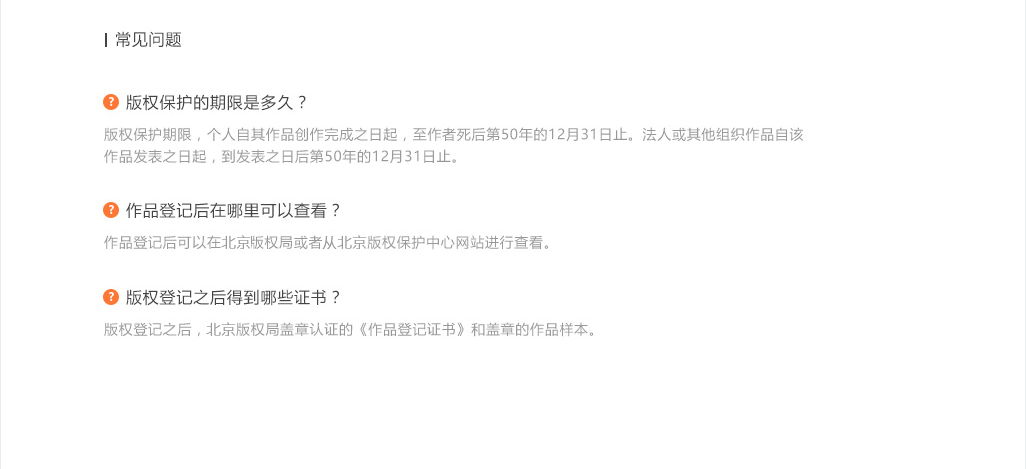 常见问题
? 版权保护的期限是多久？
版权保护期限，个人自其作品创作完成之日起，至作者死后第50年的12月31日止。法人或其他组织作品自该
作品发表之日起，到发表之日后第50年的12月31日止。
? 作品登记后在哪里可以查看？
作品登记后可以在北京版权局或者从北京版权保护中心网站进行查看。
? 版权登记之后得到哪些证书？
版权登记之后，北京版权局盖章认证的《作品登记证书》和盖章的作品样本。